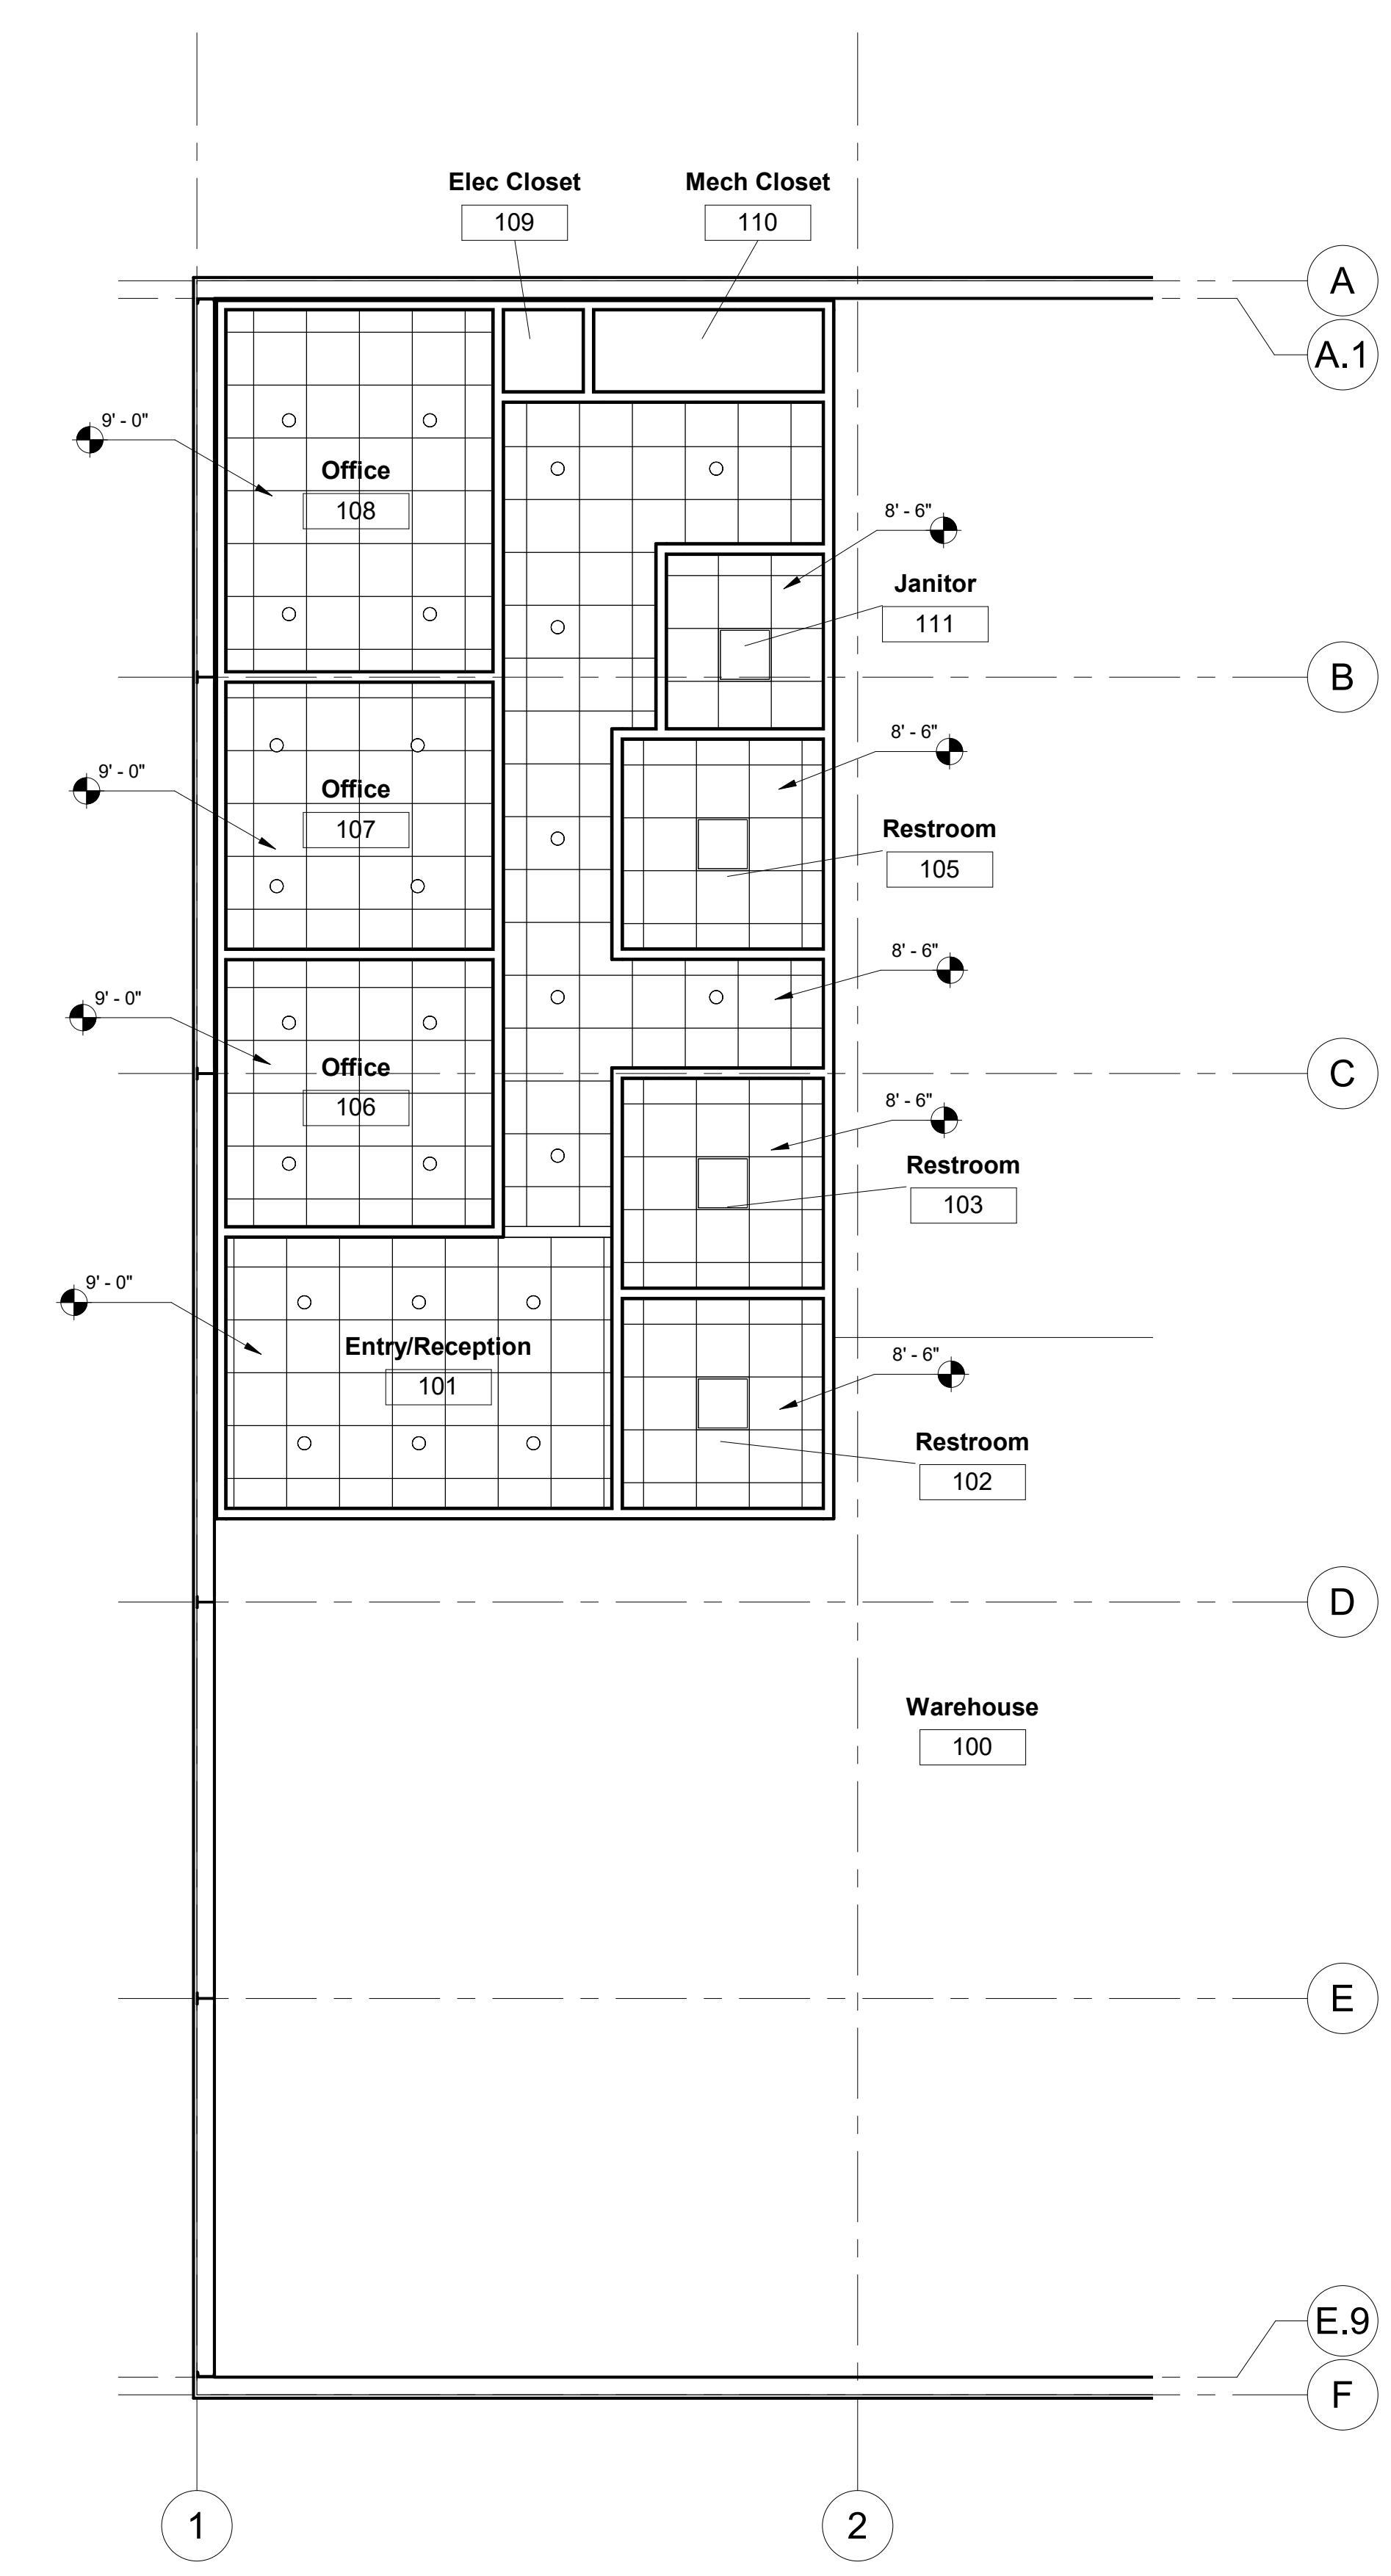 Elec Closet
109
Mech Closet
110
A
A.1
9' - 0"
Office
108
8' - 6"
Janitor
111
B
8' - 6"
9' - 0"
Office
107
Restroom
105
8' - 6"
9' - 0"
Office
106
C
8' - 6"
Restroom
103
9' - 0"
Entry/Reception
101
8' - 6"
Restroom
102
D
Warehouse
100
E
E.9
F
1
2